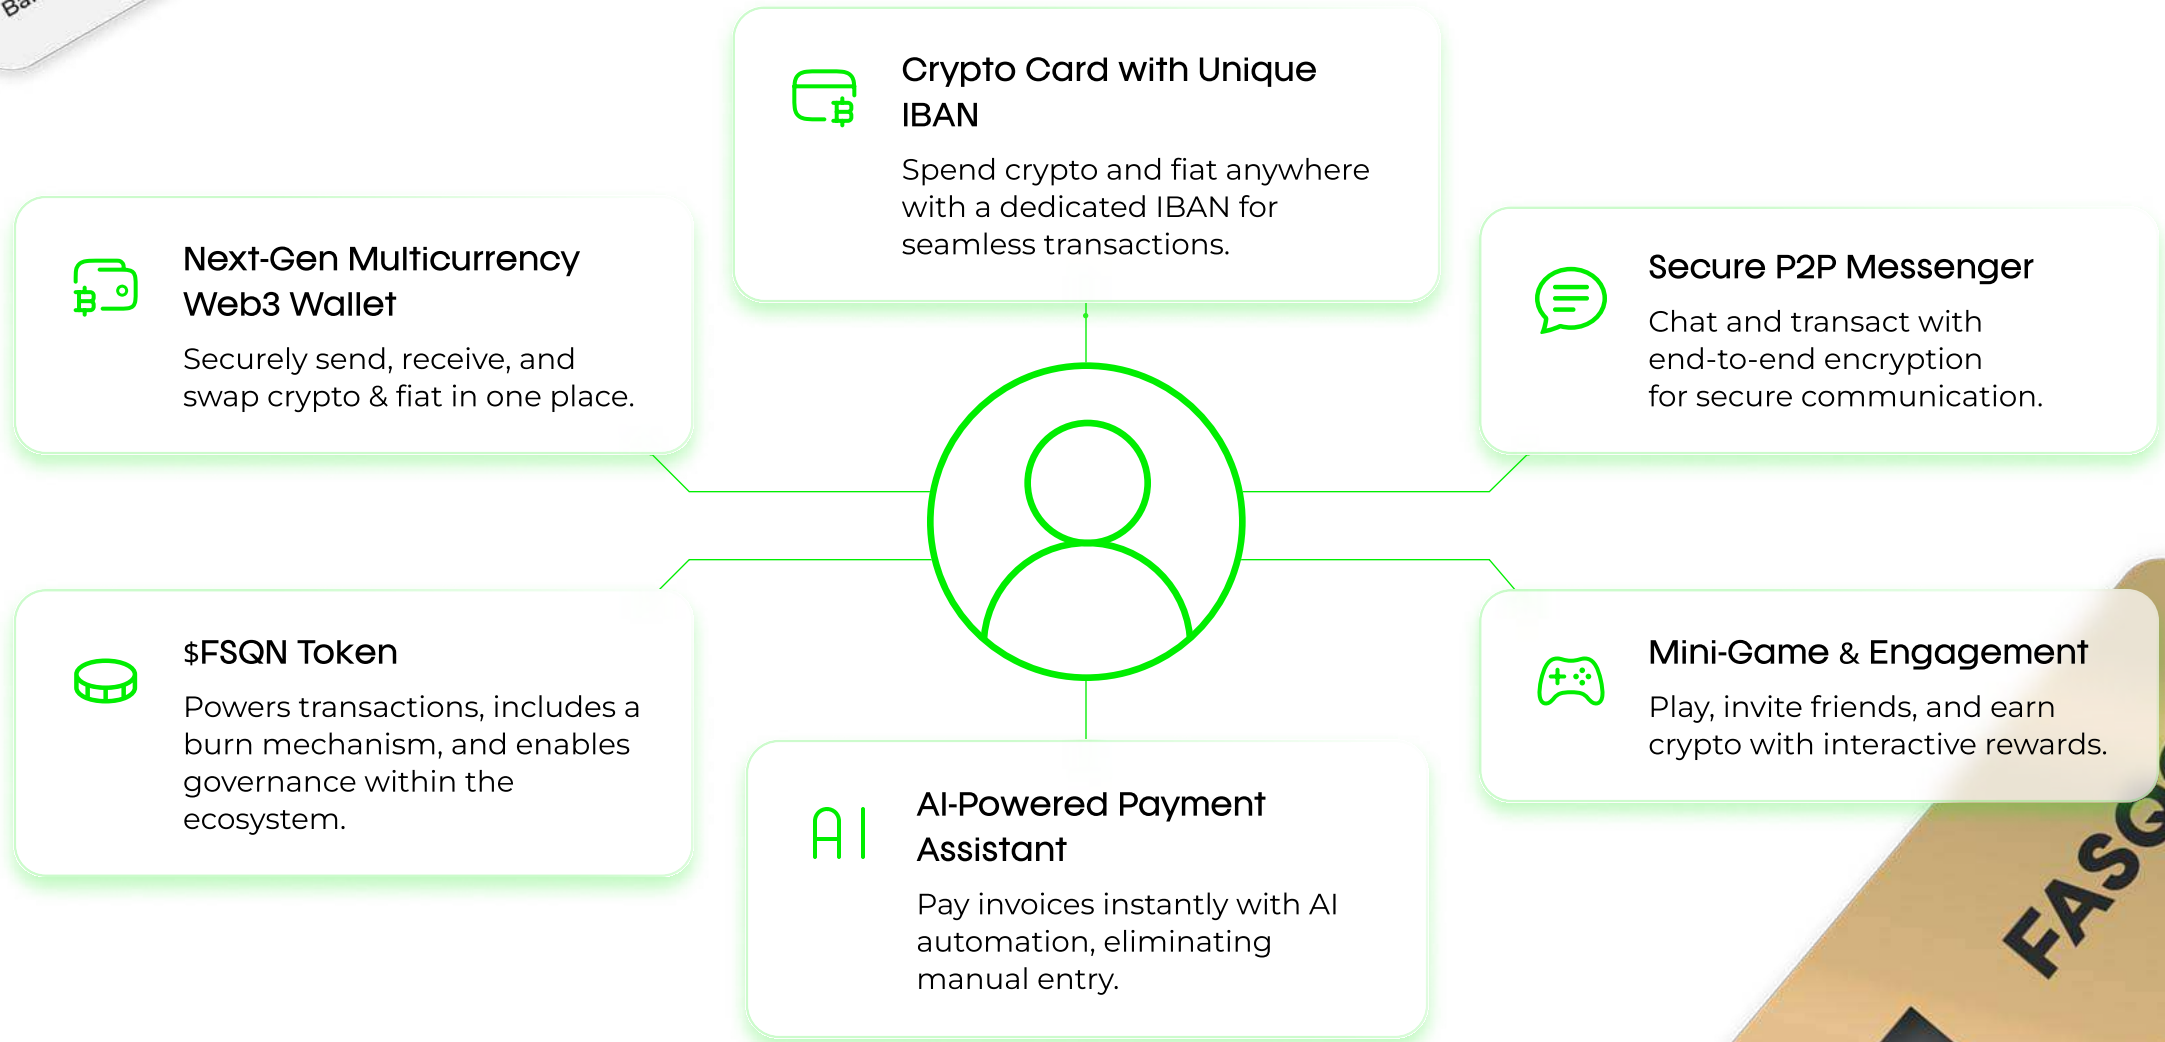 Crypto Card with Unique
IBAN
Spend crypto and fiat anywhere
with a dedicated IBAN for
seamless transactions.
Next-Gen Multicurrency
Web3 Wallet
Securely send, receive, and
swap crypto & fiat in one place.
Secure P2P Messenger
Chat and transact with
end-to-end encryption
for secure communication.
$FSQN Token
Powers transactions, includes a
burn mechanism, and enables
governance within the
ecosystem.
Mini-Game & Engagement
Play, invite friends, and earn
crypto with interactive rewards.
AI
AI-Powered Payment
Assistant
Pay invoices instantly with AI
automation, eliminating
manual entry.